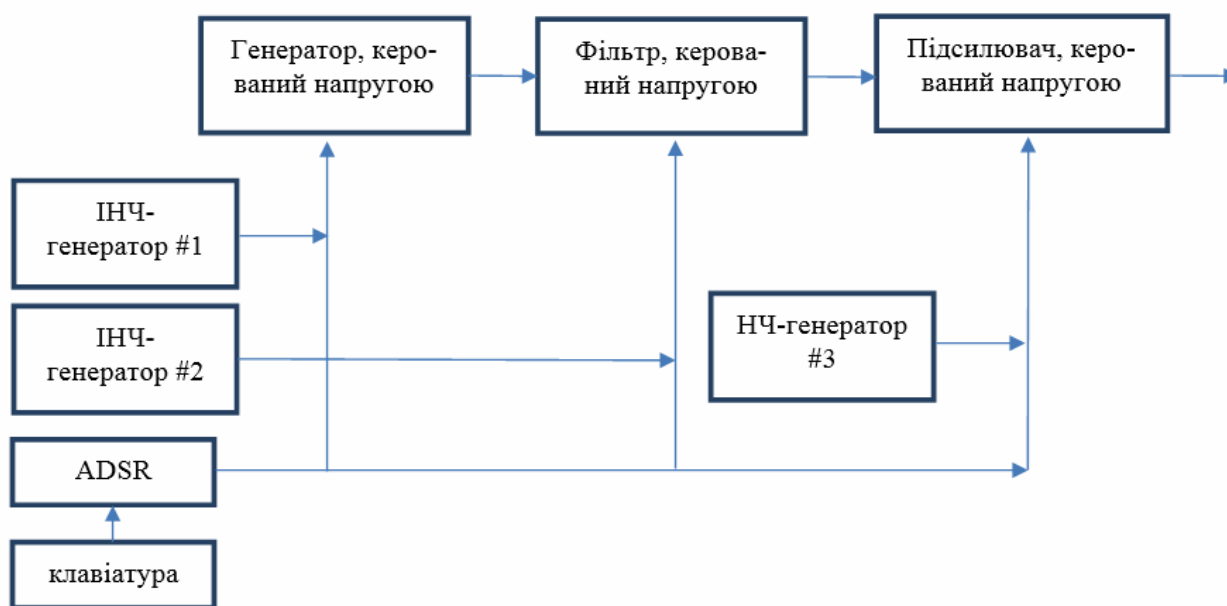 Генератор, керо-
ваний напругою
Фільтр, керова-
ний напругою
Підсилювач, керо-
ваний напругою
ІНЧ-
генератор #1
ІНЧ-
генератор #2
НЧ-генератор
#3
ADSR
клавіатура